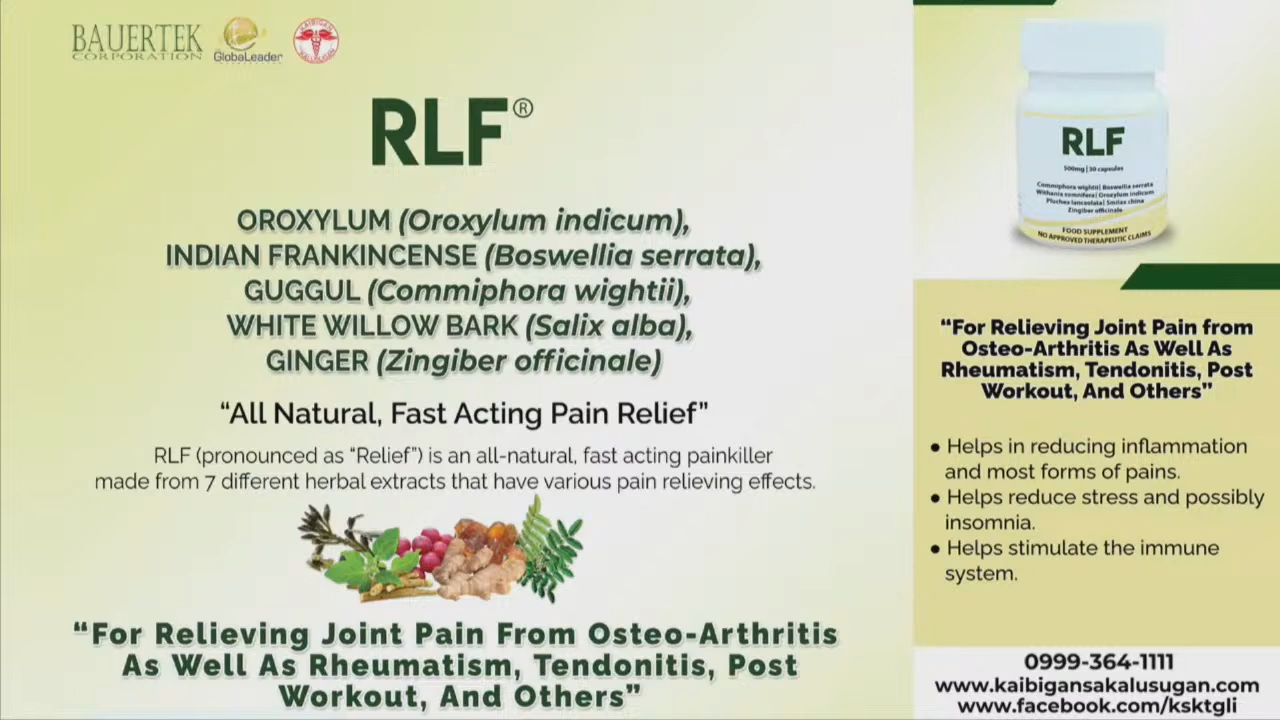 BAUERTEK
CORPORATION
GlobaLeader
RLF®
OROXYLUM (Oroxylum indicum),
INDIAN FRANKINCENSE (Boswellia serrata),
GUGGUL (Commiphora wightii),
WHITE WILLOW BARK (Salix alba),
GINGER (Zingiber officinale)
“All Natural, Fast Acting Pain Relief”
RLF (pronounced as “Relief”) is an all-natural, fast acting painkiller
made from 7 different herbal extracts that have various pain relieving effects.
“For Relieving Joint Pain From Osteo-Arthritis
As Well As Rheumatism, Tendonitis, Post
Workout, And Others”
RLF
500mg | 30 capsules
Commiphora wightii | Boswellia serrata
Withania somnifera | Oroxylum indicum
Pluchea lanceolata | Smilax china
Zingiber officinale
FOOD SUPPLEMENT
NO APPROVED THERAPEUTIC CLAIMS
“For Relieving Joint Pain from
Osteo-Arthritis As Well As
Rheumatism, Tendonitis, Post
Workout, And Others”
● Helps in reducing inflammation
and most forms of pains.
● Helps reduce stress and possibly
insomnia.
● Helps stimulate the immune
system.
0999-364-1111
www.kaibigansakalusugan.com
www.facebook.com/ksktgli